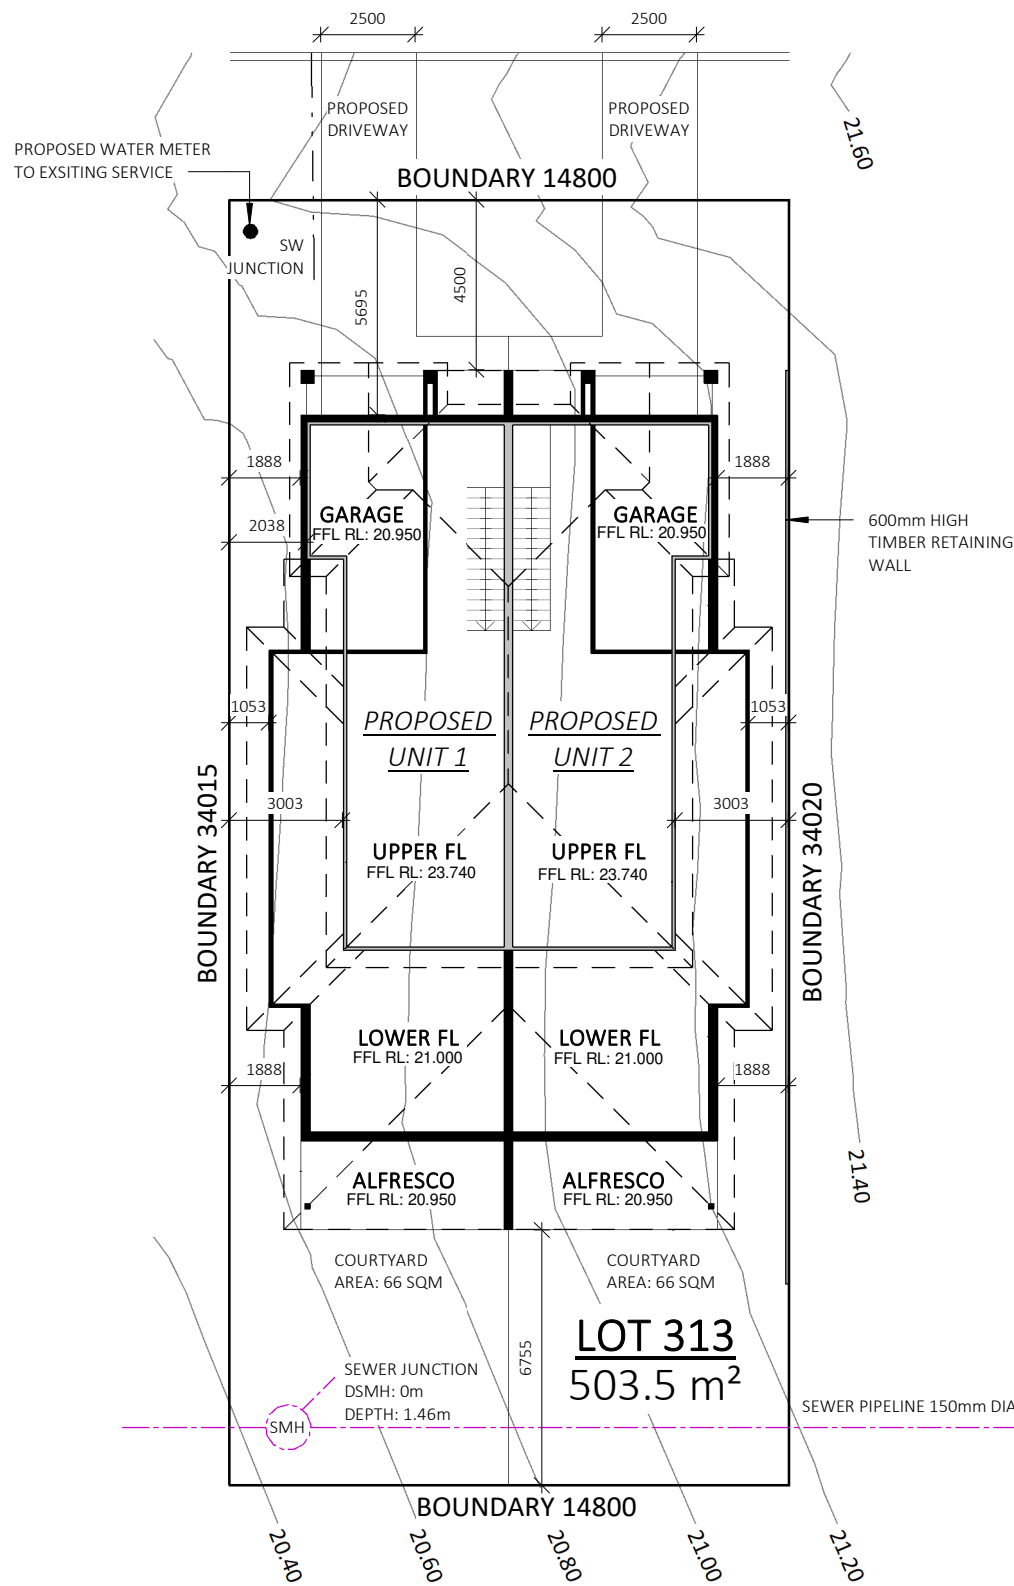 2500
2500
PROPOSED
DRIVEWAY
PROPOSED
DRIVEWAY
21.60
PROPOSED WATER METER
TO EXSITING SERVICE
BOUNDARY 14800
SW
JUNCTION
5695
4500
1888
1888
GARAGE
FFL RL: 20.950
GARAGE
FFL RL: 20.950
2038
600mm HIGH
TIMBER RETAINING
WALL
1053
1053
PROPOSED
UNIT 1
PROPOSED
UNIT 2
BOUNDARY 34015
3003
3003
BOUNDARY 34020
UPPER FL
FFL RL: 23.740
UPPER FL
FFL RL: 23.740
LOWER FL
FFL RL: 21.000
LOWER FL
FFL RL: 21.000
1888
1888
ALFRESCO
FFL RL: 20.950
ALFRESCO
FFL RL: 20.950
21.40
COURTYARD
AREA: 66 SQM
COURTYARD
AREA: 66 SQM
6755
LOT 313
503.5 m²
SEWER JUNCTION
DSMH: 0m
DEPTH: 1.46m
SMH
SEWER PIPELINE 150mm DIA
BOUNDARY 14800
20.40
20.60
20.80
21.00
21.20